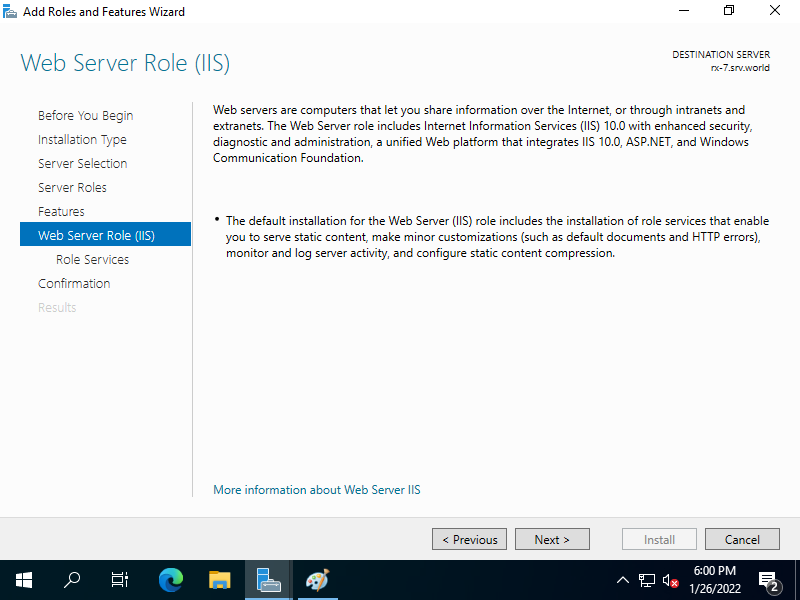 Add Roles and Features Wizard
Web Server Role (IIS)
DESTINATION SERVER
rx-7.srv.world
Before You Begin
Installation Type
Server Selection
Server Roles
Features
Web Server Role (IIS)
Role Services
Confirmation
Results
Web servers are computers that let you share information over the Internet, or through intranets and
extranets. The Web Server role includes Internet Information Services (IIS) 10.0 with enhanced security,
diagnostic and administration, a unified Web platform that integrates IIS 10.0, ASP.NET, and Windows
Communication Foundation.
• The default installation for the Web Server (IIS) role includes the installation of role services that enable
you to serve static content, make minor customizations (such as default documents and HTTP errors),
monitor and log server activity, and configure static content compression.
More information about Web Server IIS
< Previous
Next >
Install
Cancel
6:00 PM
1/26/2022
2